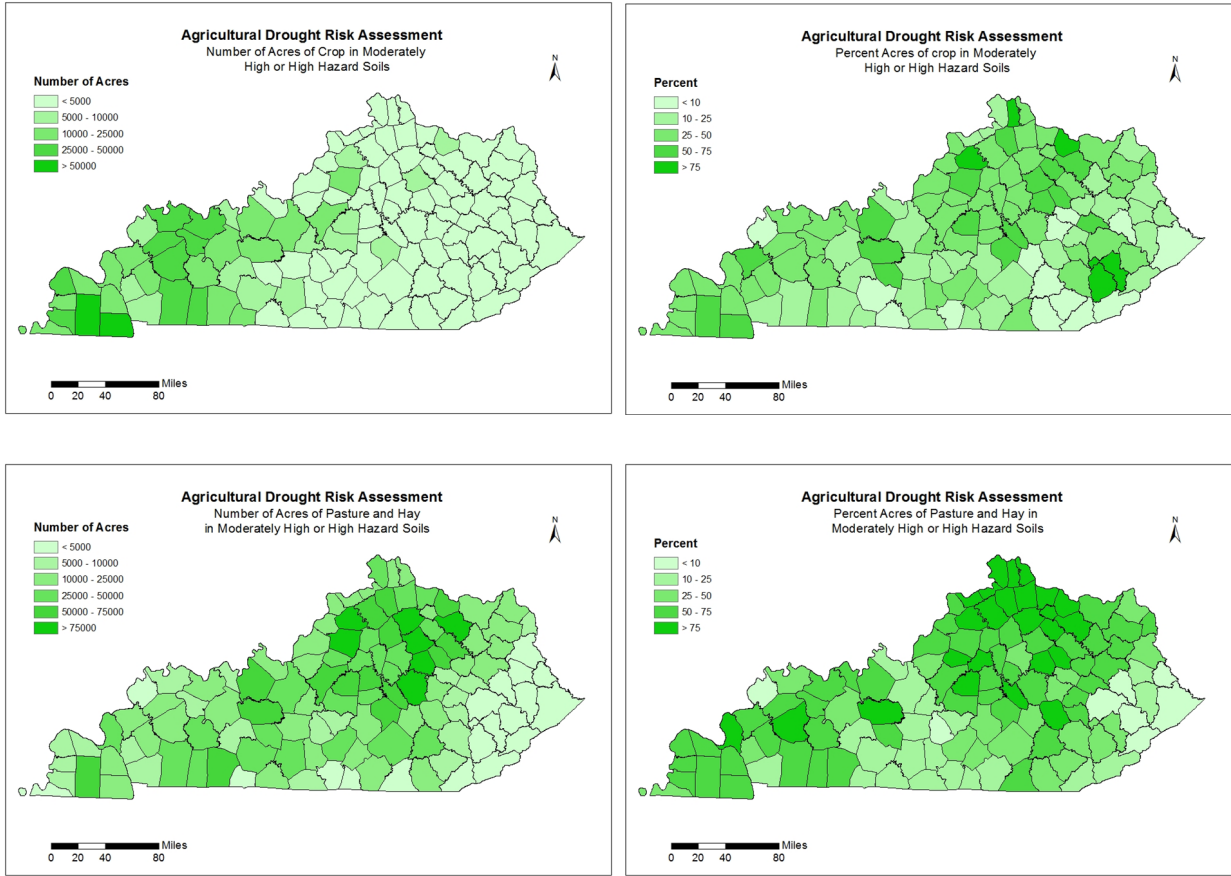 Agricultural Drought Risk Assessment
Number of Acres of Crop in Moderately
High or High Hazard Soils
N
Number of Acres
< 5000
5000 - 10000
10000 - 25000
25000 - 50000
> 50000
Miles
0 20 40 80
Agricultural Drought Risk Assessment
Percent Acres of crop in Moderately
High or High Hazard Soils
N
Percent
< 10
10 - 25
25 - 50
50 - 75
> 75
Miles
0 20 40 80
Agricultural Drought Risk Assessment
Number of Acres of Pasture and Hay
in Moderately High or High Hazard Soils
N
Number of Acres
< 5000
5000 - 10000
10000 - 25000
25000 - 50000
50000 - 75000
> 75000
Miles
0 20 40 80
Agricultural Drought Risk Assessment
Percent Acres of Pasture and Hay in
Moderately High or High Hazard Soils
N
Percent
< 10
10 - 25
25 - 50
50 - 75
> 75
Miles
0 20 40 80